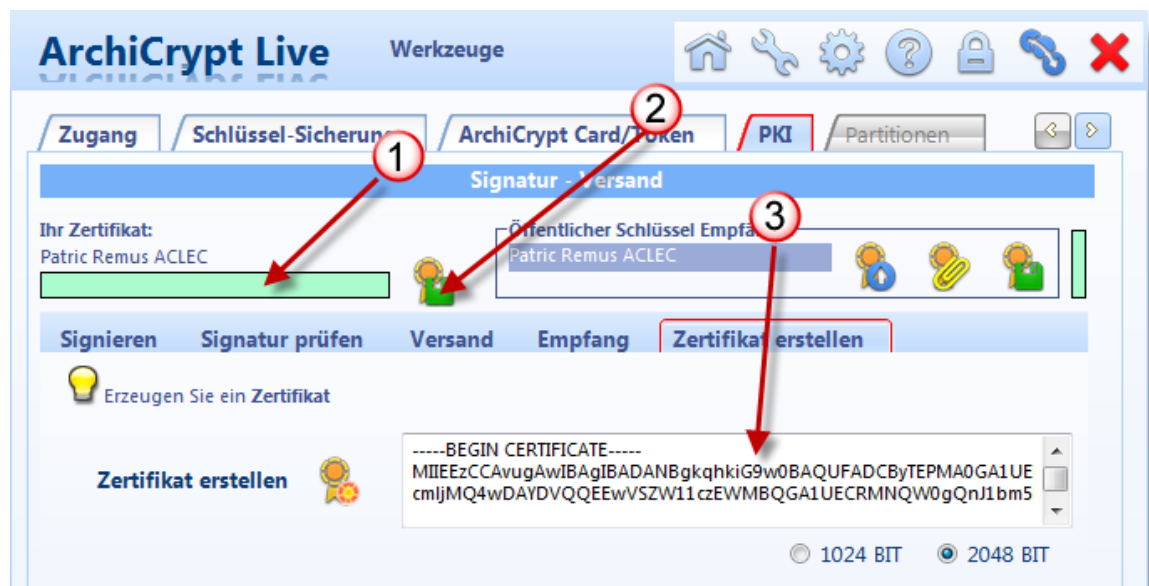 ArchiCrypt Live
Werkzeuge
2
Zugang Schlüssel-Sicherung ArchiCrypt Card/Token PKI Partitionen
1
Signatur - Versand
3
Ihr Zertifikat:
Öffentlicher Schlüssel
Patric Remus ACLEC
Patric Remus ACLEC
Signieren Signatur prüfen Versand Empfang Zertifikat erstellen
Erzeugen Sie ein Zertifikat
-----BEGIN CERTIFICATE-----
MIIEEzCCAvugAwIBAgIBADANBgkqhkiG9w0BAQUFADCByTEPMA0GA1UE
cmljMQ4wDAYDVQQEEwVSZW11czEWMBQGA1UECRMNQW0gQnJ1bm5
Zertifikat erstellen
1024 BIT 2048 BIT